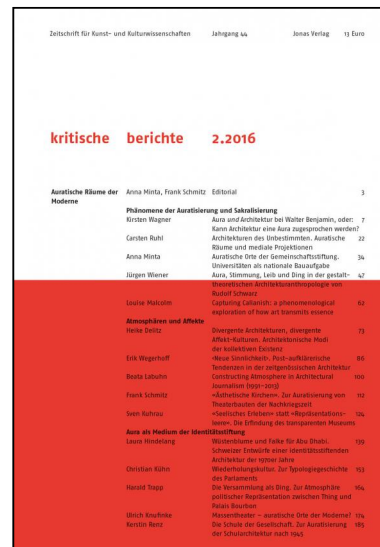 Zeitschrift für Kunst- und Kulturwissenschaften Jahrgang 44 Jonas Verlag 13 Euro
kritische berichte 2.2016
Auratische Räume der Anna Minta, Frank Schmitz Editorial 3
Moderne
Phänomene der Auratisierung und Sakralisierung
Kirsten Wagner Aura und Architektur bei Walter Benjamin, oder: 7
Kann Architektur eine Aura zugesprochen werden?
Carsten Ruhl Architekturen des Unbestimmten. Auratische 22
Räume und mediale Projektionen
Anna Minta Auratische Orte der Gemeinschaftsstiftung. 34
Universitäten als nationale Bauaufgabe
Jürgen Wiener Aura, Stimmung, Leib und Ding in der gestalt- 47
theoretischen Architekturanthropologie von
Rudolf Schwarz
Louise Malcolm Capturing Callanish: a phenomenological 62
exploration of how art transmits essence
Atmosphären und Affekte
Heike Delitz Divergente Architekturen, divergente 73
Affekt-Kulturen. Architektonische Modi
der kollektiven Existenz
Erik Wegerhoff «Neue Sinnlichkeit». Post-aufklärerische 86
Tendenzen in der zeitgenössischen Architektur
Beata Labuhn Constructing Atmosphere in Architectural 100
Journalism (1991–2013)
Frank Schmitz «Ästhetische Kirchen». Zur Auratisierung von 112
Theaterbauten der Nachkriegszeit
Sven Kuhrau «Seelisches Erleben» statt «Repräsentations- 124
leere». Die Erfindung des transparenten Museums
Aura als Medium der Identitätsstiftung
Laura Hindelang Wüstenblume und Falke für Abu Dhabi. 139
Schweizer Entwürfe einer identitätsstiftenden
Architektur der 1970er Jahre
Christian Kühn Wiederholungskultur. Zur Typologiegeschichte 153
des Parlaments
Harald Trapp Die Versammlung als Ding. Zur Atmosphäre 164
politischer Repräsentation zwischen Thing und
Palais Bourbon
Ulrich Knufinke Massentheater – auratische Orte der Moderne? 174
Kerstin Renz Die Schule der Gesellschaft. Zur Auratisierung 185
der Schularchitektur nach 1945